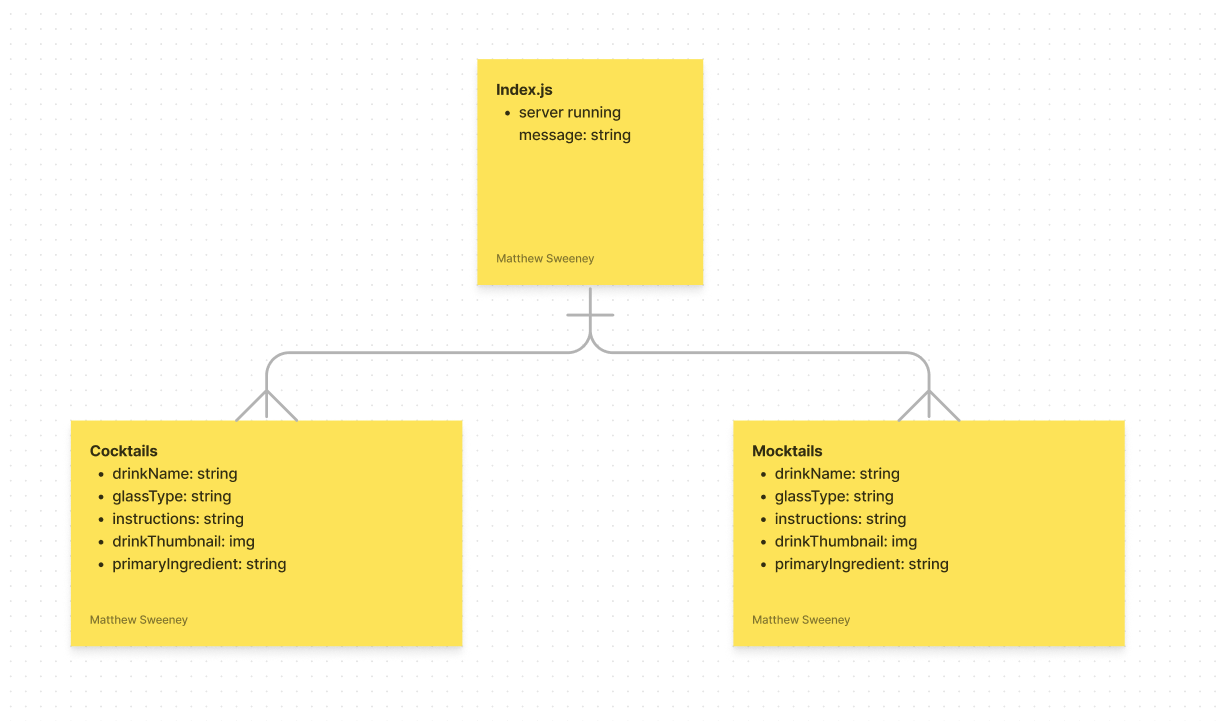 Index.js
• server running
message: string
Matthew Sweeney
Cocktails
• drinkName: string
• glassType: string
• instructions: string
• drinkThumbnail: img
• primaryIngredient: string
Matthew Sweeney
Mocktails
• drinkName: string
• glassType: string
• instructions: string
• drinkThumbnail: img
• primaryIngredient: string
Matthew Sweeney